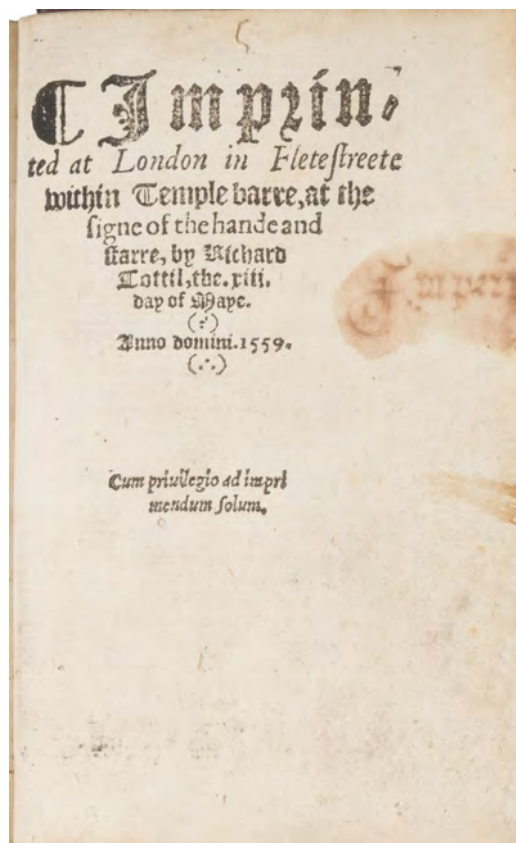 ¶ Imprin-
ted at London in Fleteſtreete
within Temple barre, at the
ſigne of the hande and
ſtarre, by Richard
Tottil, the. xiii.
day of Maye.
(∴)
Anno domini. 1559.
(∴)
Cum priuilegio ad impri
mendum ſolum.